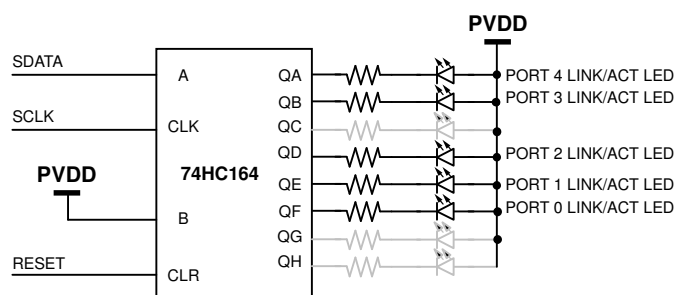 PVDD
SDATA
A
QA
PORT 4 LINK/ACT LED
QB
PORT 3 LINK/ACT LED
SCLK
CLK
QC
QD
PORT 2 LINK/ACT LED
PVDD
74HC164
QE
PORT 1 LINK/ACT LED
B
QF
PORT 0 LINK/ACT LED
QG
RESET
CLR
QH